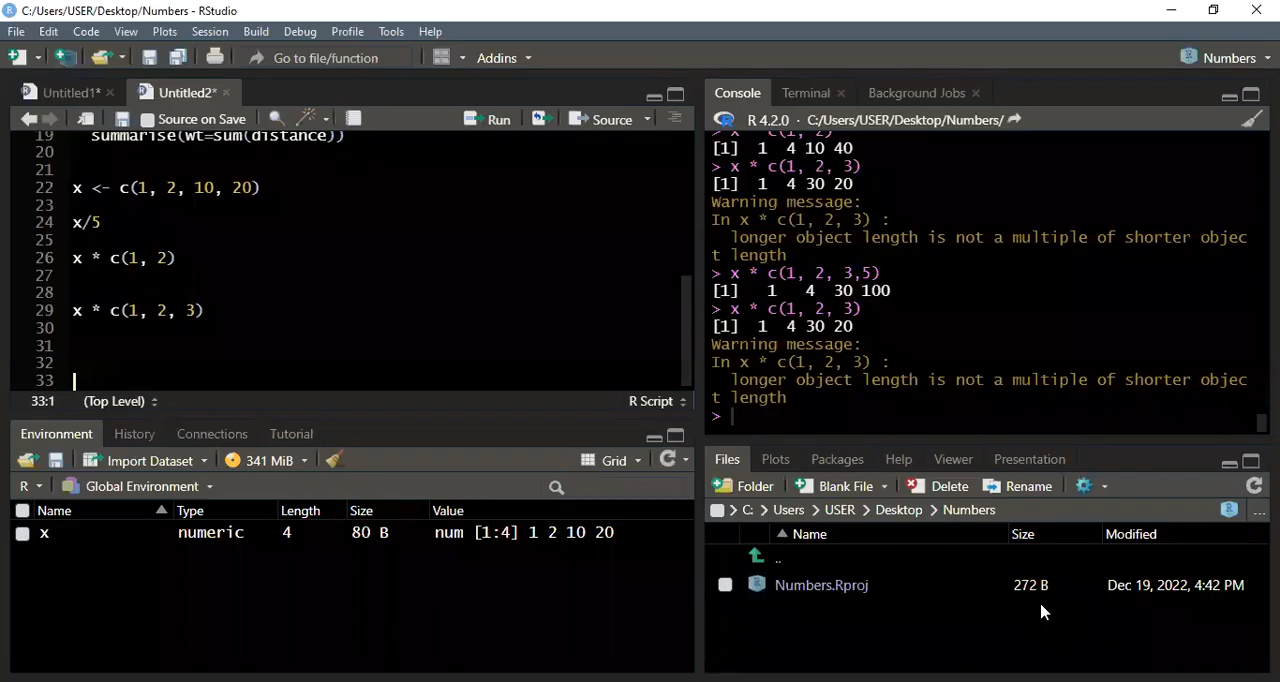 C:/Users/USER/Desktop/Numbers - RStudio
File Edit Code View Plots Session Build Debug Profile Tools Help
Go to file/function Addins Numbers
Untitled1* Untitled2*
Source on Save Run Source
19 summarise(wt=sum(distance))
20
21
22 x <- c(1, 2, 10, 20)
23
24 x/5
25
26 x * c(1, 2)
27
28
29 x * c(1, 2, 3)
30
31
32
33
33:1 (Top Level) R Script
Environment History Connections Tutorial
Import Dataset 341 MiB Grid
R Global Environment
Name Type Length Size Value
x numeric 4 80 B num [1:4] 1 2 10 20
Console Terminal Background Jobs
R 4.2.0 · C:/Users/USER/Desktop/Numbers/
> x * c(1, 2)
[1] 1 4 10 40
> x * c(1, 2, 3)
[1] 1 4 30 20
Warning message:
In x * c(1, 2, 3) :
longer object length is not a multiple of shorter objec
t length
> x * c(1, 2, 3,5)
[1] 1 4 30 100
> x * c(1, 2, 3)
[1] 1 4 30 20
Warning message:
In x * c(1, 2, 3) :
longer object length is not a multiple of shorter objec
t length
>
Files Plots Packages Help Viewer Presentation
Folder Blank File Delete Rename
C: > Users > USER > Desktop > Numbers
Name Size Modified
..
Numbers.Rproj 272 B Dec 19, 2022, 4:42 PM